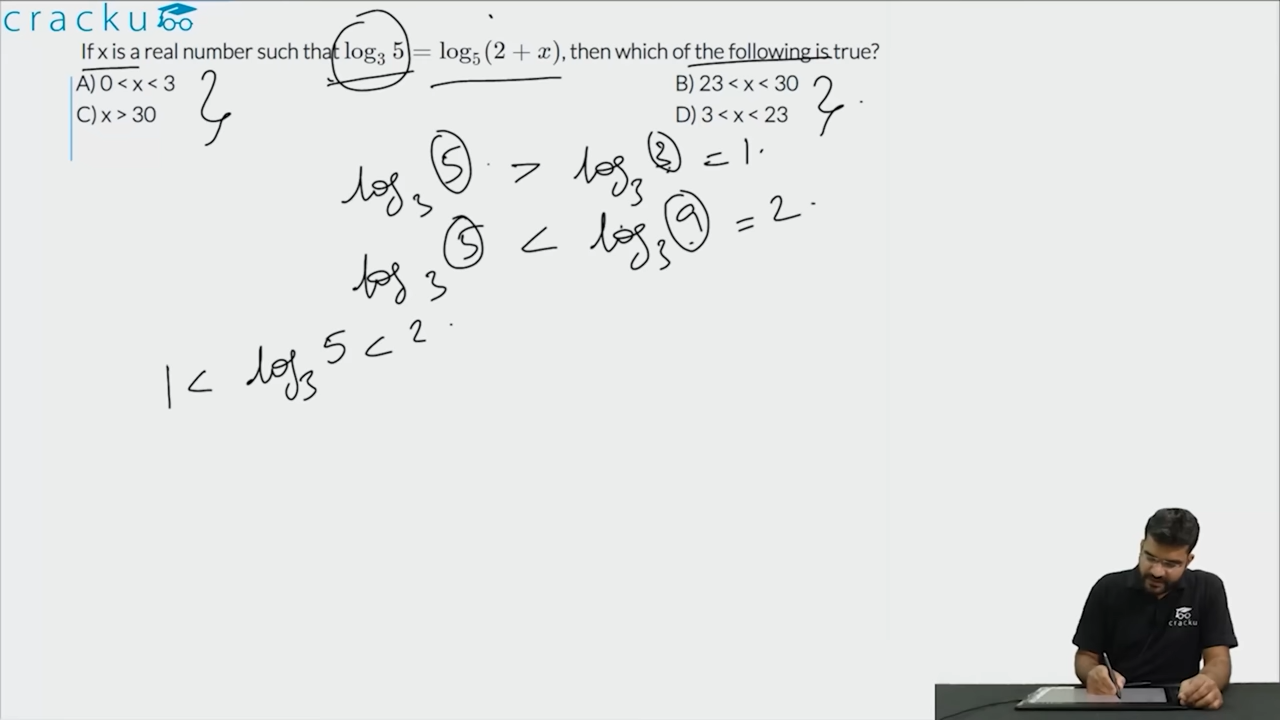 cracku
If x is a real number such that log₃ 5 = log₅(2 + x), then which of the following is true?
A) 0 < x < 3
B) 23 < x < 30
C) x > 30
D) 3 < x < 23
log₃ 5 > log₃ 3 = 1.
log₃ 5 < log₃ 9 = 2.
1 < log₃ 5 < 2.
cracku